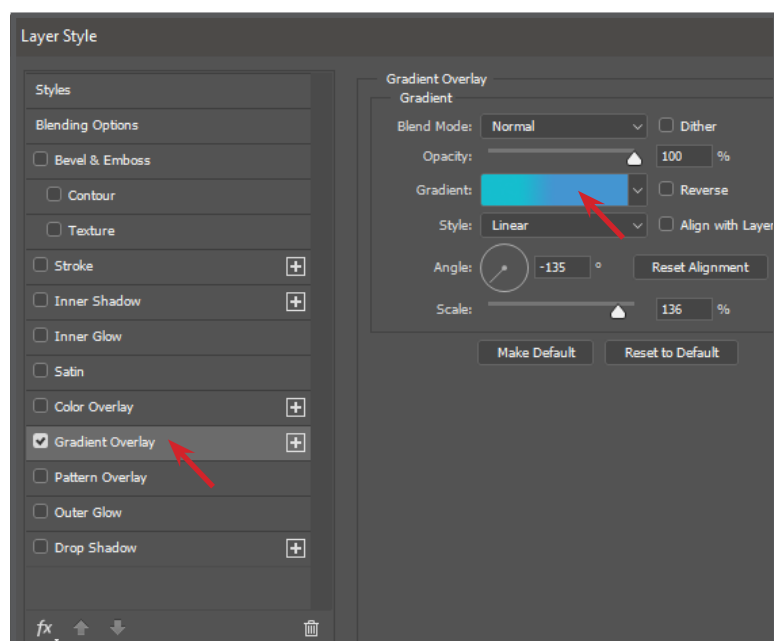 Layer Style
Styles
Blending Options
Bevel & Emboss
Contour
Texture
Stroke
Inner Shadow
Inner Glow
Satin
Color Overlay
Gradient Overlay
Pattern Overlay
Outer Glow
Drop Shadow
fx
Gradient Overlay
Gradient
Blend Mode: Normal Dither
Opacity: 100 %
Gradient: Reverse
Style: Linear Align with Layer
Angle: -135 ° Reset Alignment
Scale: 136 %
Make Default Reset to Default